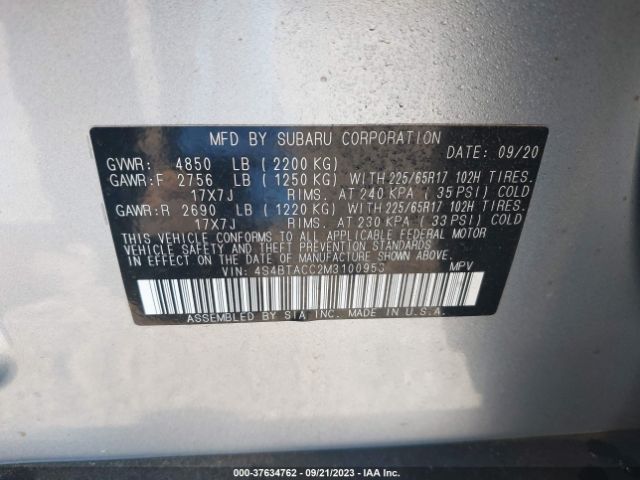 MFD BY SUBARU CORPORATION
DATE: 09/20
GVWR: 4850 LB ( 2200 KG)
GAWR:F 2756 LB ( 1250 KG) WITH 225/65R17 102H TIRES.
17X7J RIMS. AT 240 KPA ( 35 PSI) COLD
GAWR:R 2690 LB ( 1220 KG) WITH 225/65R17 102H TIRES.
17X7J RIMS. AT 230 KPA ( 33 PSI) COLD
THIS VEHICLE CONFORMS TO ALL APPLICABLE FEDERAL MOTOR
VEHICLE SAFETY AND THEFT PREVENTION STANDARDS
IN EFFECT ON THE DATE OF MANUFACTURE SHOWN ABOVE.
VIN: 4S4BTACC2M3100953 MPV
ASSEMBLED BY SIA INC. MADE IN U.S.A.
000-37634762 - 09/21/2023 - IAA Inc.